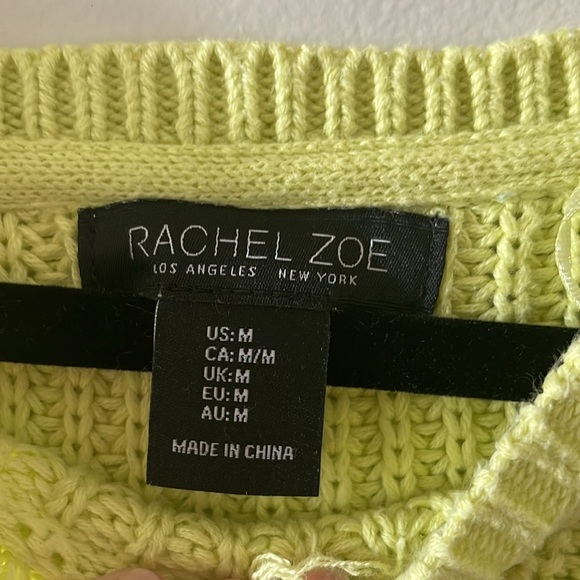 RACHEL ZOE
LOS ANGELES NEW YORK
US: M
CA: M/M
UK: M
EU: M
AU: M
MADE IN CHINA